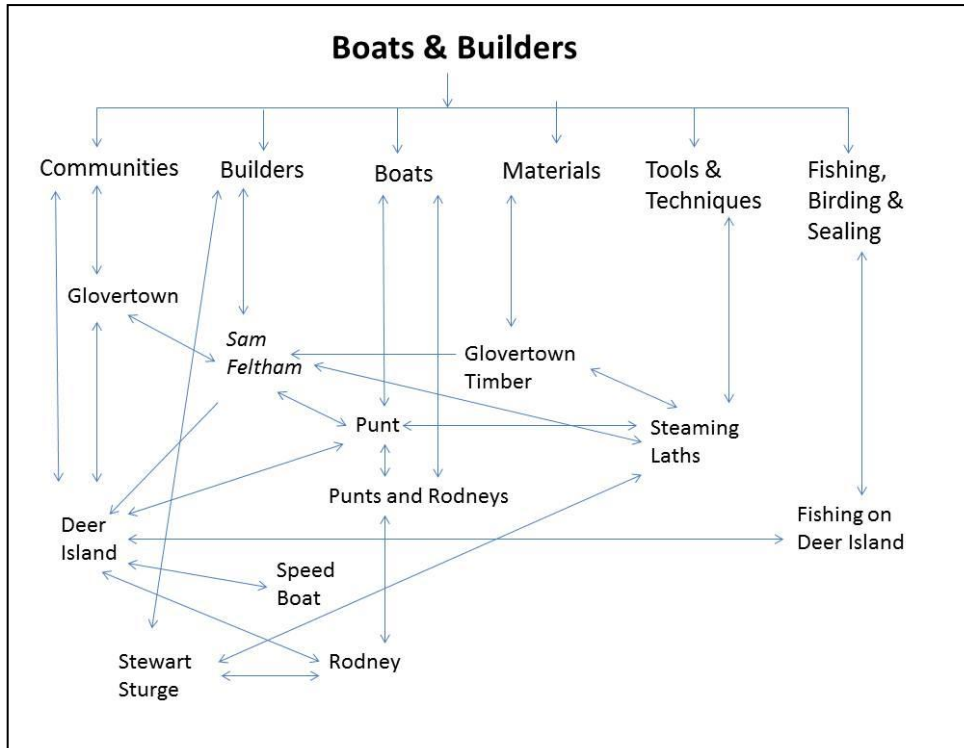 Boats & Builders
Communities
Builders
Boats
Materials
Tools &
Techniques
Fishing,
Birding &
Sealing
Glovertown
Sam
Feltham
Glovertown
Timber
Punt
Steaming
Laths
Punts and Rodneys
Deer
Island
Fishing on
Deer Island
Speed
Boat
Stewart
Sturge
Rodney